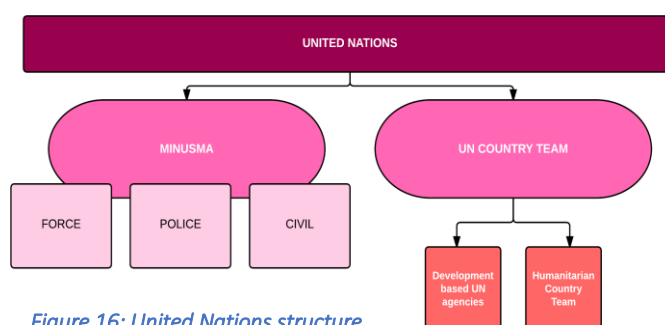 UNITED NATIONS
MINUSMA
UN COUNTRY TEAM
FORCE
POLICE
CIVIL
Development
based UN
agencies
Humanitarian
Country
Team
Figure 16: United Nations structure